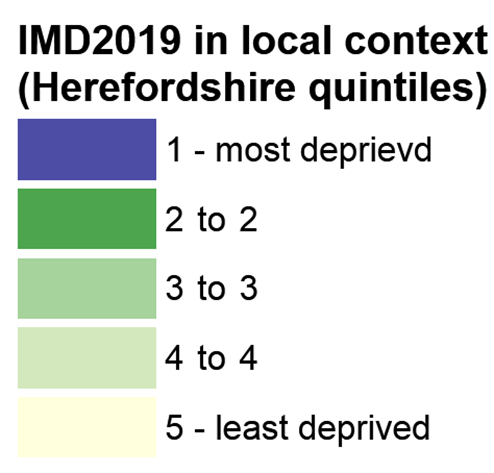 IMD2019 in local context
(Herefordshire quintiles)
1 - most deprievd
2 to 2
3 to 3
4 to 4
5 - least deprived